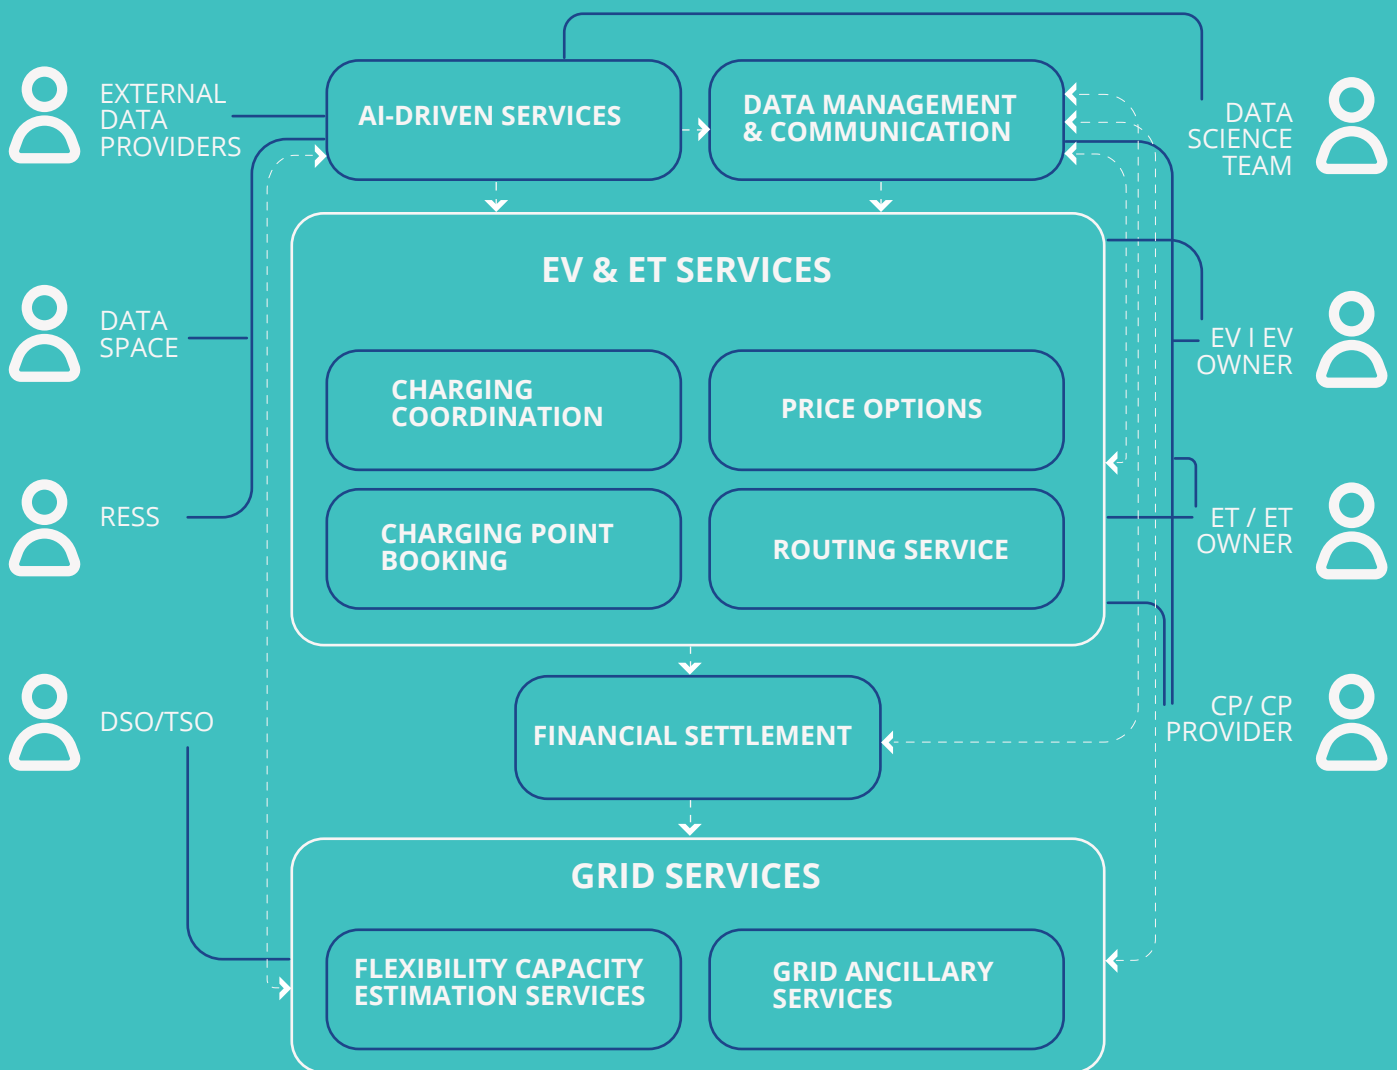 EXTERNAL
DATA
PROVIDERS
AI-DRIVEN SERVICES
DATA MANAGEMENT
& COMMUNICATION
DATA
SCIENCE
TEAM
EV & ET SERVICES
DATA
SPACE
EV I EV
OWNER
CHARGING
COORDINATION
PRICE OPTIONS
RESS
CHARGING POINT
BOOKING
ROUTING SERVICE
ET / ET
OWNER
DSO/TSO
FINANCIAL SETTLEMENT
CP/ CP
PROVIDER
GRID SERVICES
FLEXIBILITY CAPACITY
ESTIMATION SERVICES
GRID ANCILLARY
SERVICES